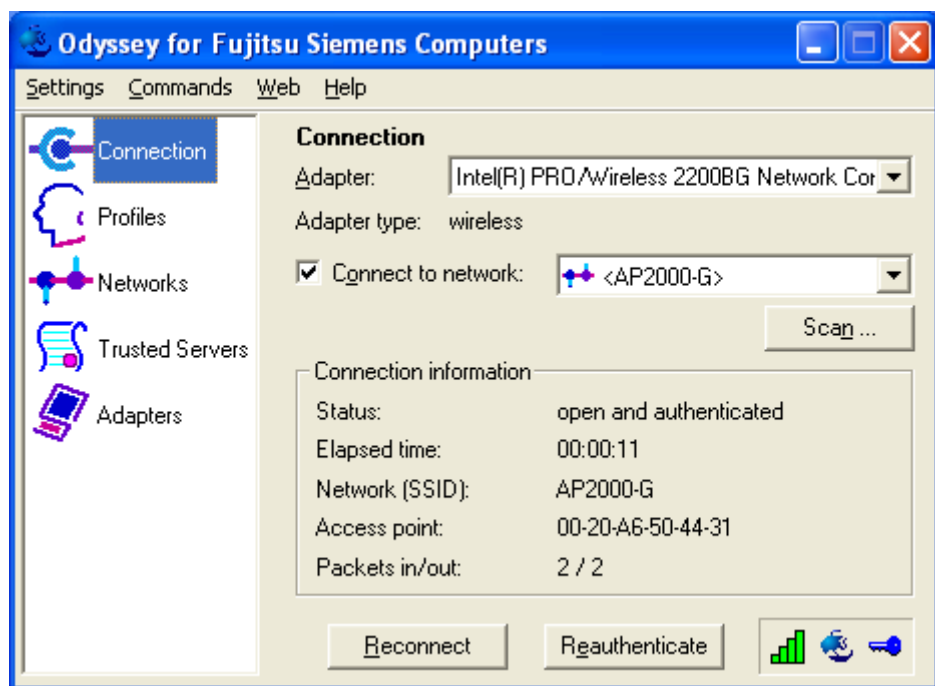 Odyssey for Fujitsu Siemens Computers
Settings Commands Web Help
Connection
Profiles
Networks
Trusted Servers
Adapters
Connection
Adapter: Intel(R) PRO/Wireless 2200BG Network Cor
Adapter type: wireless
Connect to network: <AP2000-G>
Scan ...
Connection information
Status: open and authenticated
Elapsed time: 00:00:11
Network (SSID): AP2000-G
Access point: 00-20-A6-50-44-31
Packets in/out: 2 / 2
Reconnect Reauthenticate